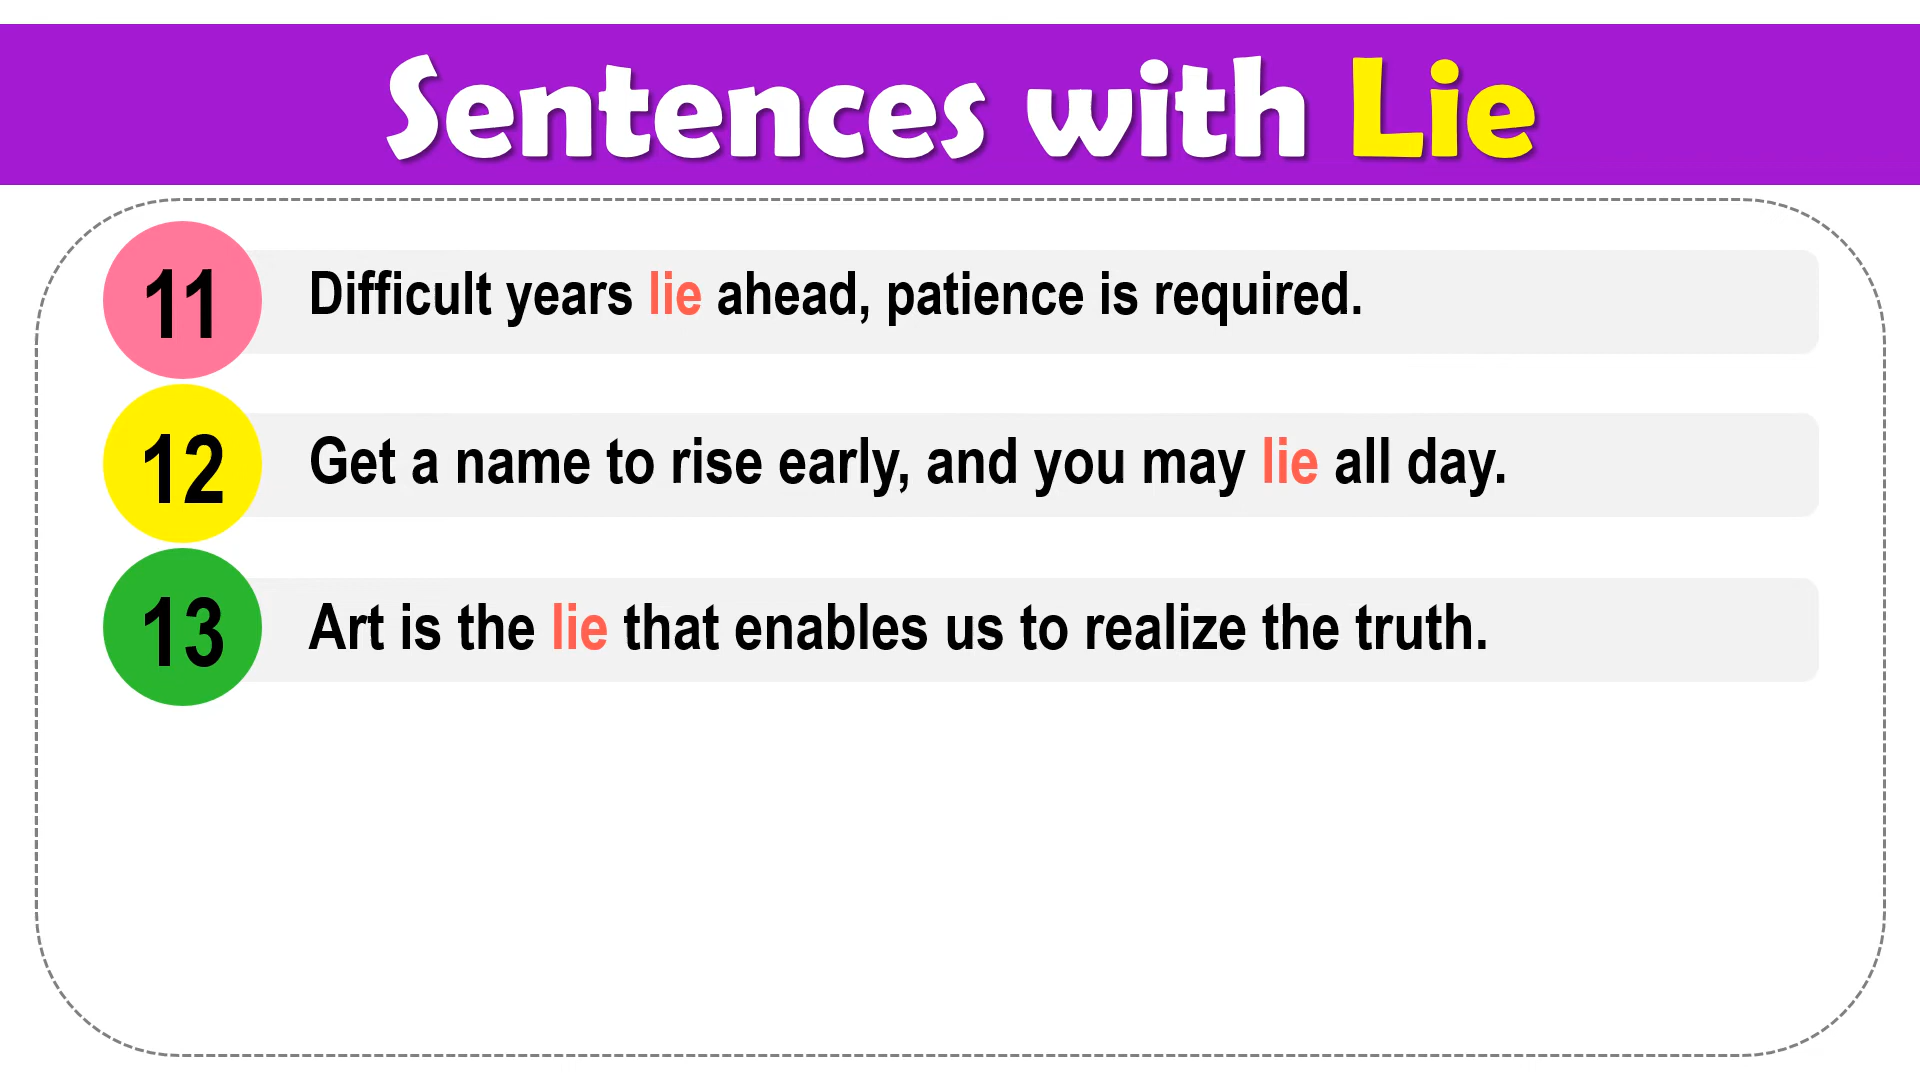 Sentences with Lie
11 Difficult years lie ahead, patience is required.
12 Get a name to rise early, and you may lie all day.
13 Art is the lie that enables us to realize the truth.